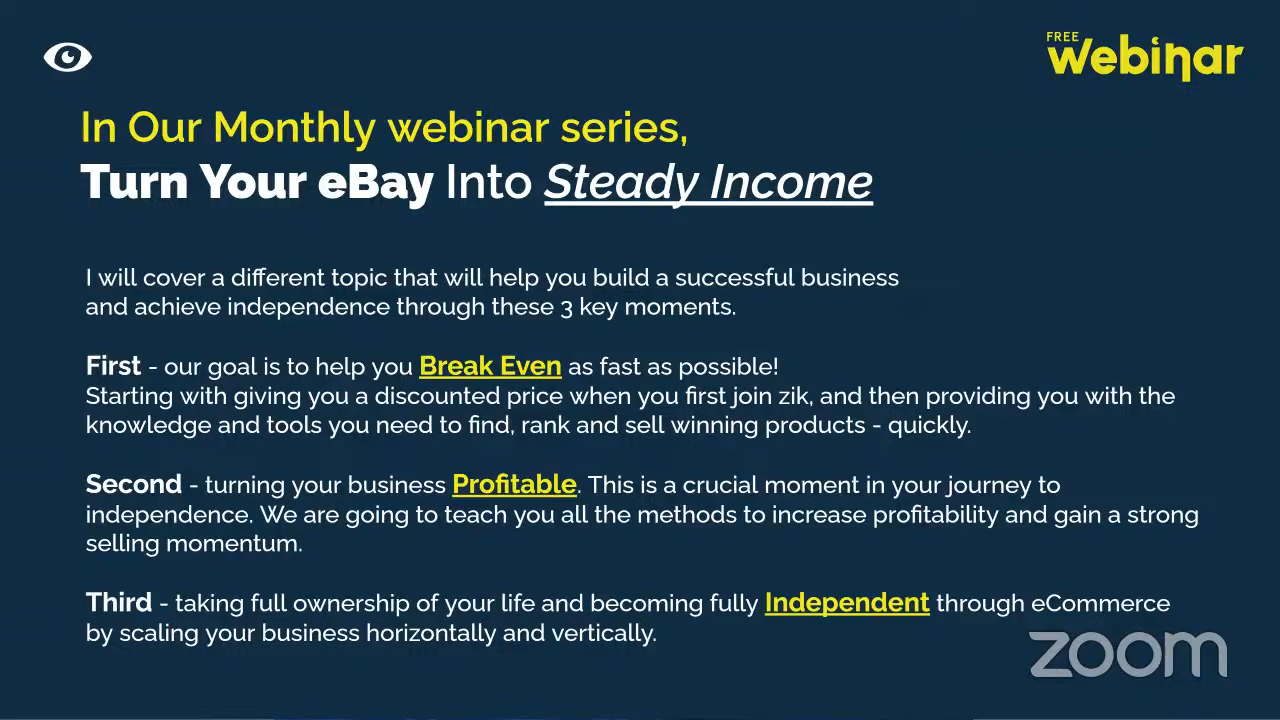 FREE
webinar
In Our Monthly webinar series,
Turn Your eBay Into Steady Income
I will cover a different topic that will help you build a successful business
and achieve independence through these 3 key moments.
First - our goal is to help you Break Even as fast as possible!
Starting with giving you a discounted price when you first join zik, and then providing you with the
knowledge and tools you need to find, rank and sell winning products - quickly.
Second - turning your business Profitable. This is a crucial moment in your journey to
independence. We are going to teach you all the methods to increase profitability and gain a strong
selling momentum.
Third - taking full ownership of your life and becoming fully Independent through eCommerce
by scaling your business horizontally and vertically.
zoom